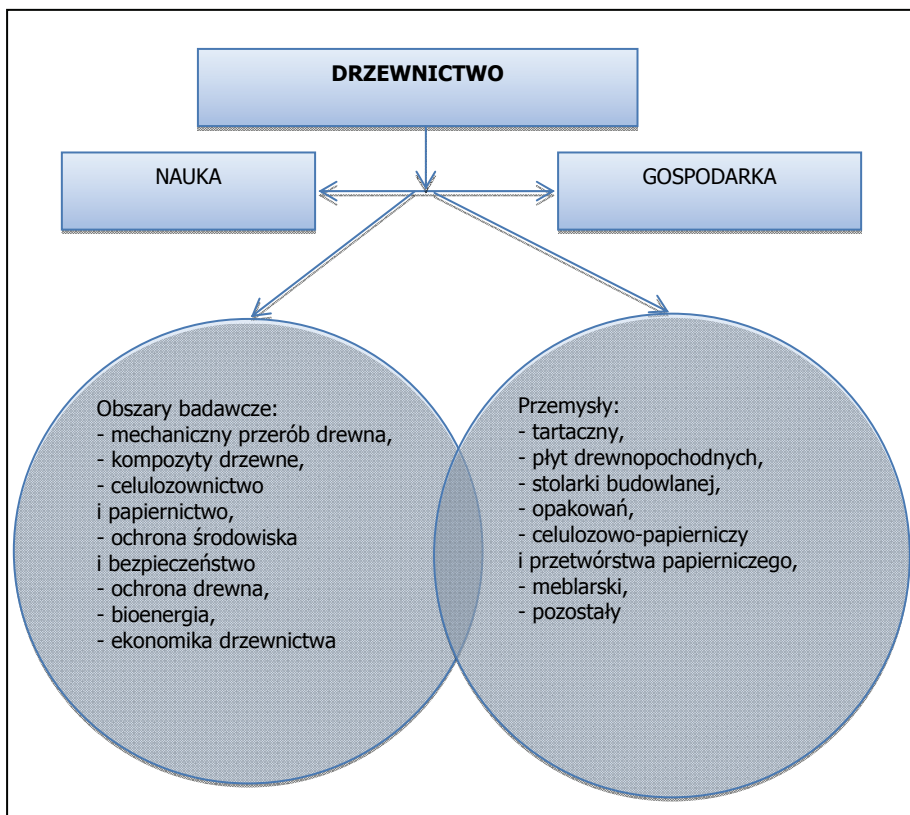 DRZEWNICTWO
NAUKA
GOSPODARKA
Obszary badawcze:
- mechaniczny przerób drewna,
- kompozyty drzewne,
- celulozownictwo
i papiernictwo,
- ochrona środowiska
i bezpieczeństwo
- ochrona drewna,
- bioenergia,
- ekonomika drzewnictwa
Przemysły:
- tartaczny,
- płyt drewnopochodnych,
- stolarki budowlanej,
- opakowań,
- celulozowo-papierniczy
i przetwórstwa papierniczego,
- meblarski,
- pozostały